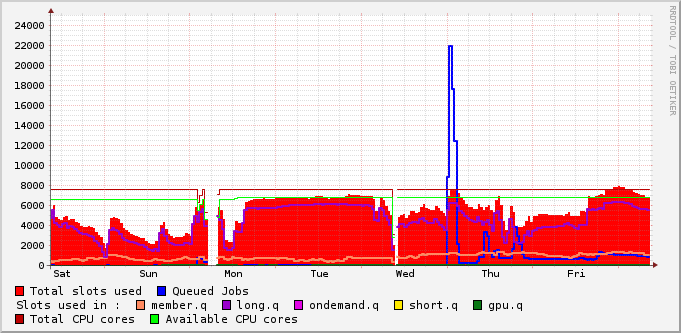 RRDTOOL / TOBI OETIKER
24000
22000
20000
18000
16000
14000
12000
10000
8000
6000
4000
2000
0
Sat Sun Mon Tue Wed Thu Fri
Total slots used Queued Jobs
Slots used in : member.q long.q ondemand.q short.q gpu.q
Total CPU cores Available CPU cores